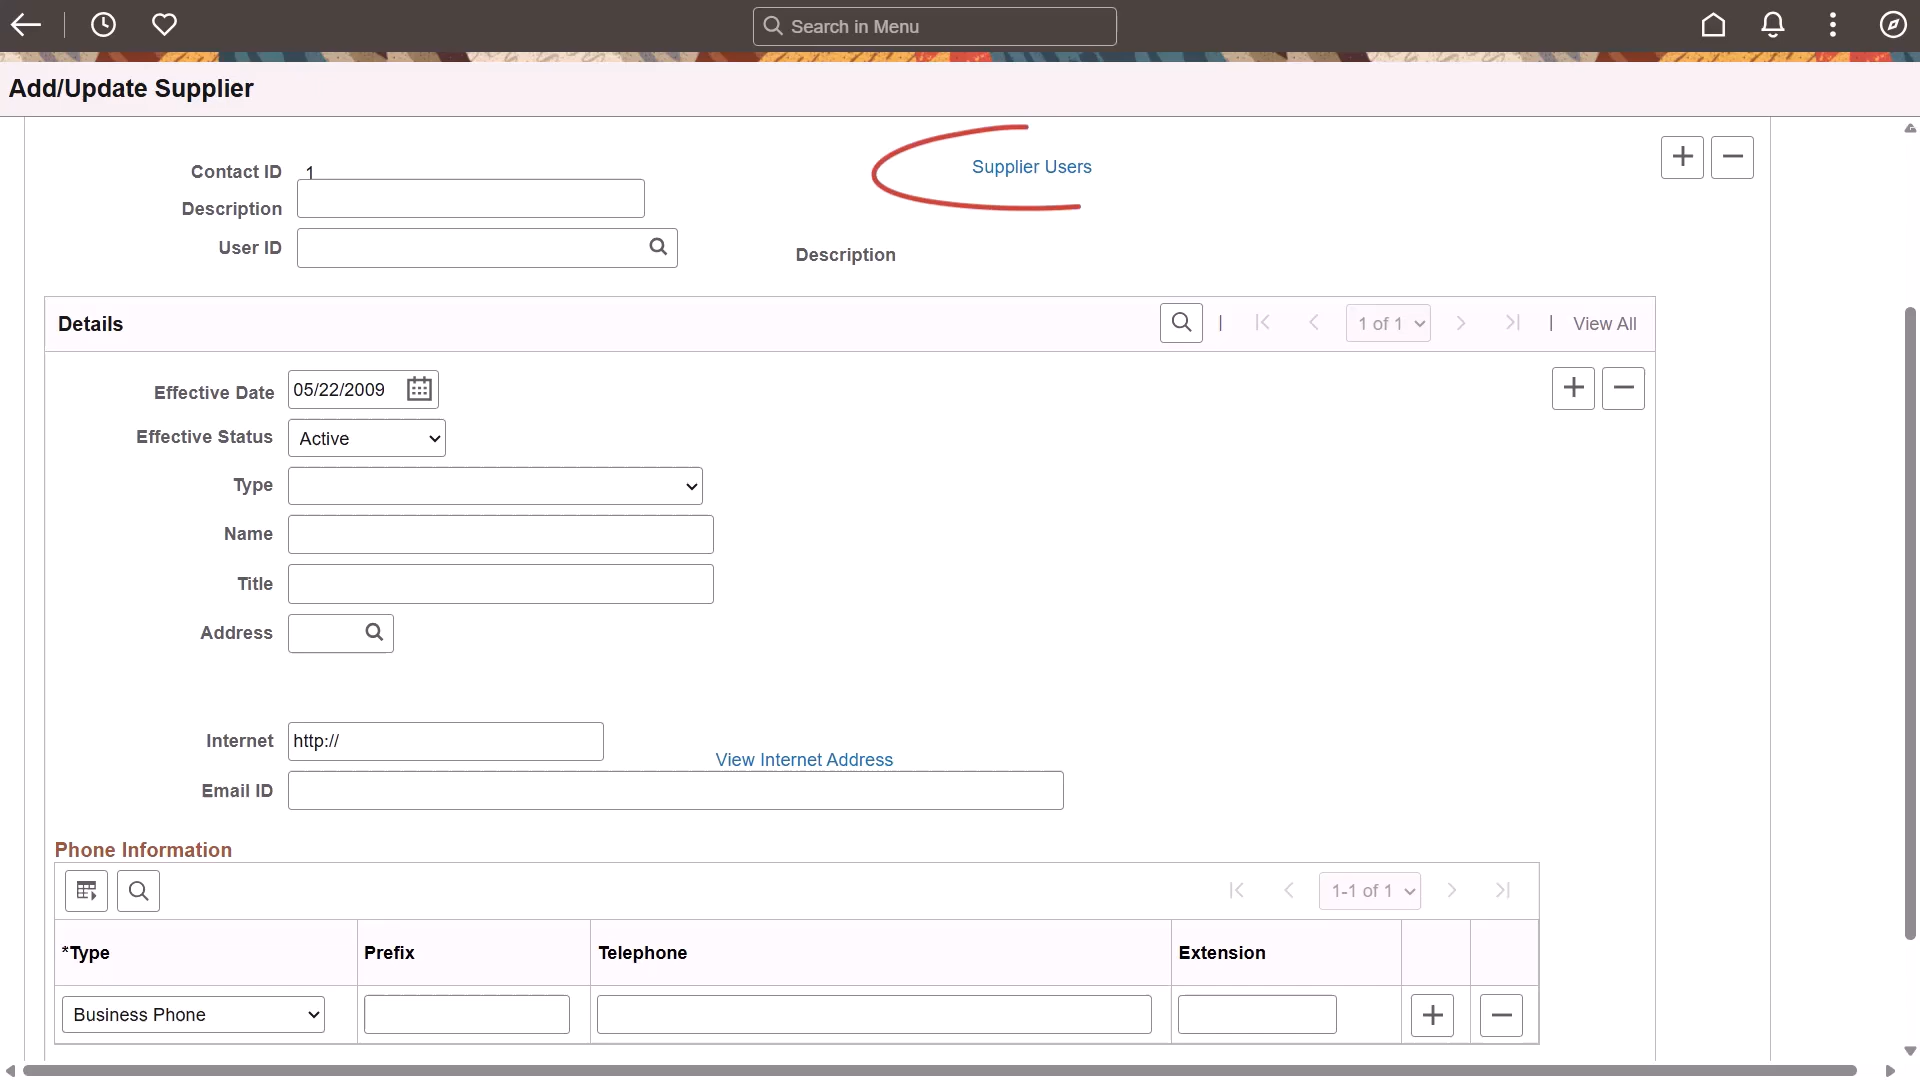 Search in Menu
Add/Update Supplier
Contact ID 1
Supplier Users
Description
User ID
Description
Details
1 of 1
View All
Effective Date 05/22/2009
Effective Status Active
Type
Name
Title
Address
Internet http://
View Internet Address
Email ID
Phone Information
1-1 of 1
*Type Prefix Telephone Extension
Business Phone